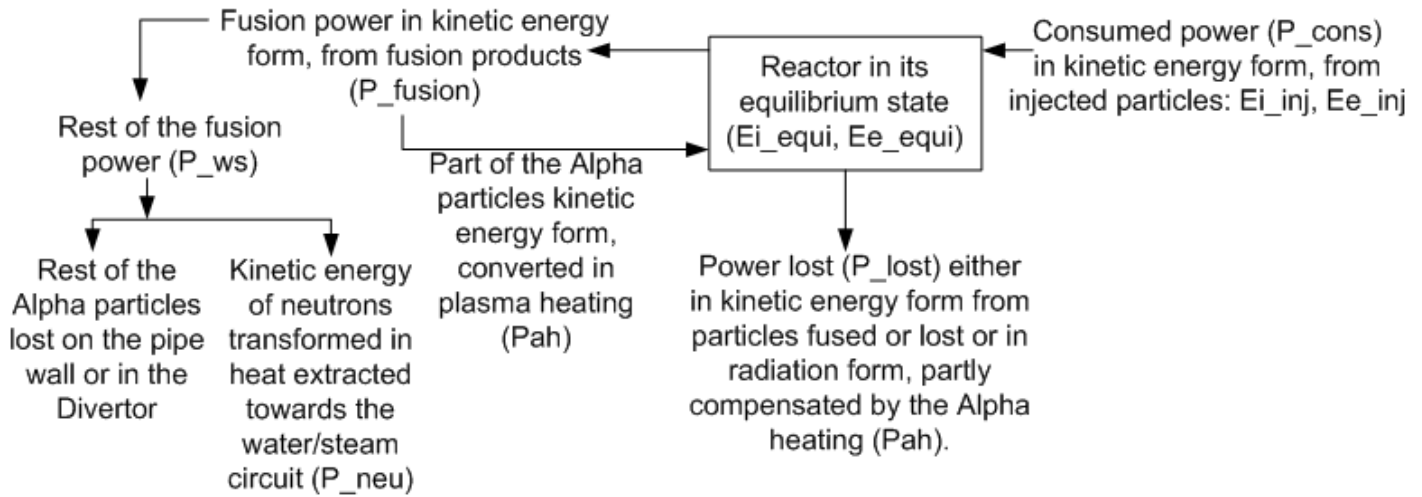 Fusion power in kinetic energy
form, from fusion products
(P_fusion)
Reactor in its
equilibrium state
(Ei_equi, Ee_equi)
Consumed power (P_cons)
in kinetic energy form, from
injected particles: Ei_inj, Ee_inj
Rest of the fusion
power (P_ws)
Part of the Alpha
particles kinetic
energy form,
converted in
plasma heating
(Pah)
Rest of the
Alpha particles
lost on the pipe
wall or in the
Divertor
Kinetic energy
of neutrons
transformed in
heat extracted
towards the
water/steam
circuit (P_neu)
Power lost (P_lost) either
in kinetic energy form from
particles fused or lost or in
radiation form, partly
compensated by the Alpha
heating (Pah).